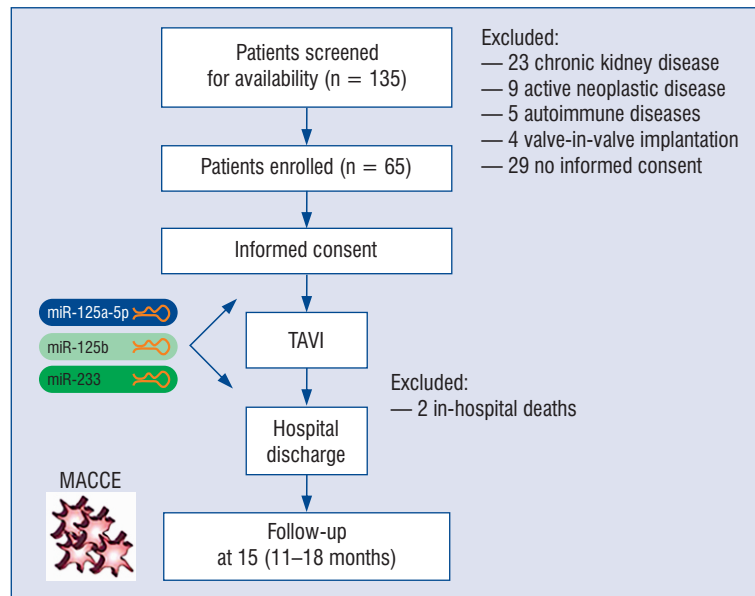 Patients screened
for availability (n = 135)
Excluded:
— 23 chronic kidney disease
— 9 active neoplastic disease
— 5 autoimmune diseases
— 4 valve-in-valve implantation
— 29 no informed consent
Patients enrolled (n = 65)
Informed consent
miR-125a-5p
miR-125b
miR-233
TAVI
Excluded:
— 2 in-hospital deaths
Hospital
discharge
MACCE
Follow-up
at 15 (11–18 months)